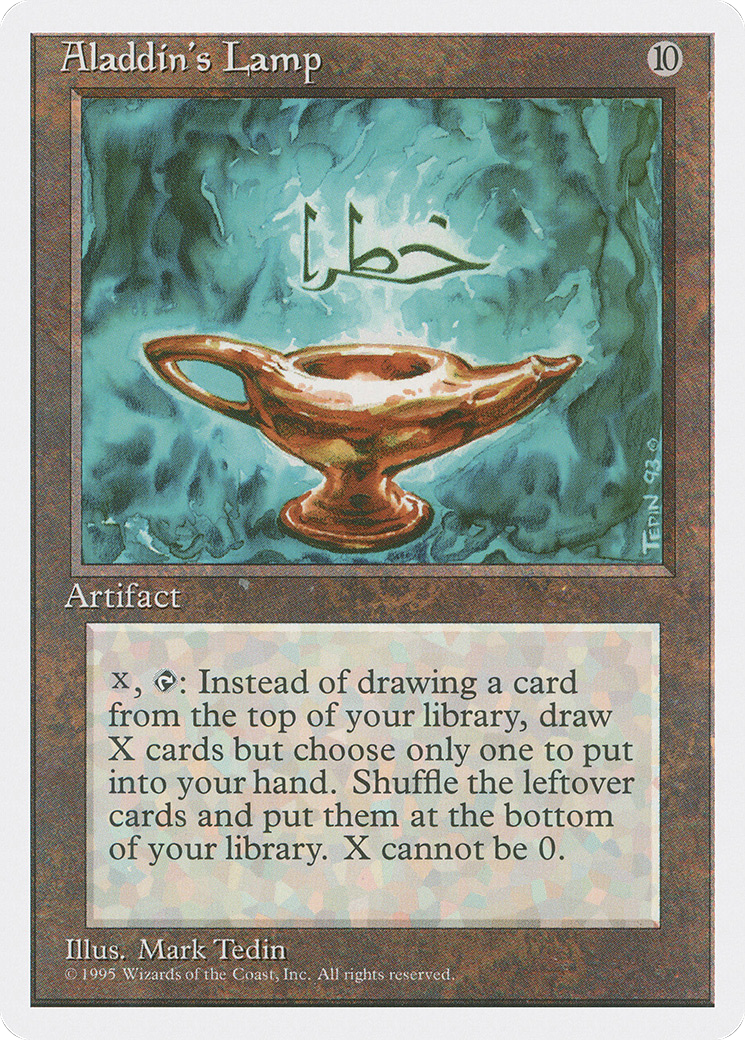 Aladdin's Lamp
10
خطرا
TEDIN 93 ©
Artifact
X, T: Instead of drawing a card
from the top of your library, draw
X cards but choose only one to put
into your hand. Shuffle the leftover
cards and put them at the bottom
of your library. X cannot be 0.
Illus. Mark Tedin
© 1995 Wizards of the Coast, Inc. All rights reserved.